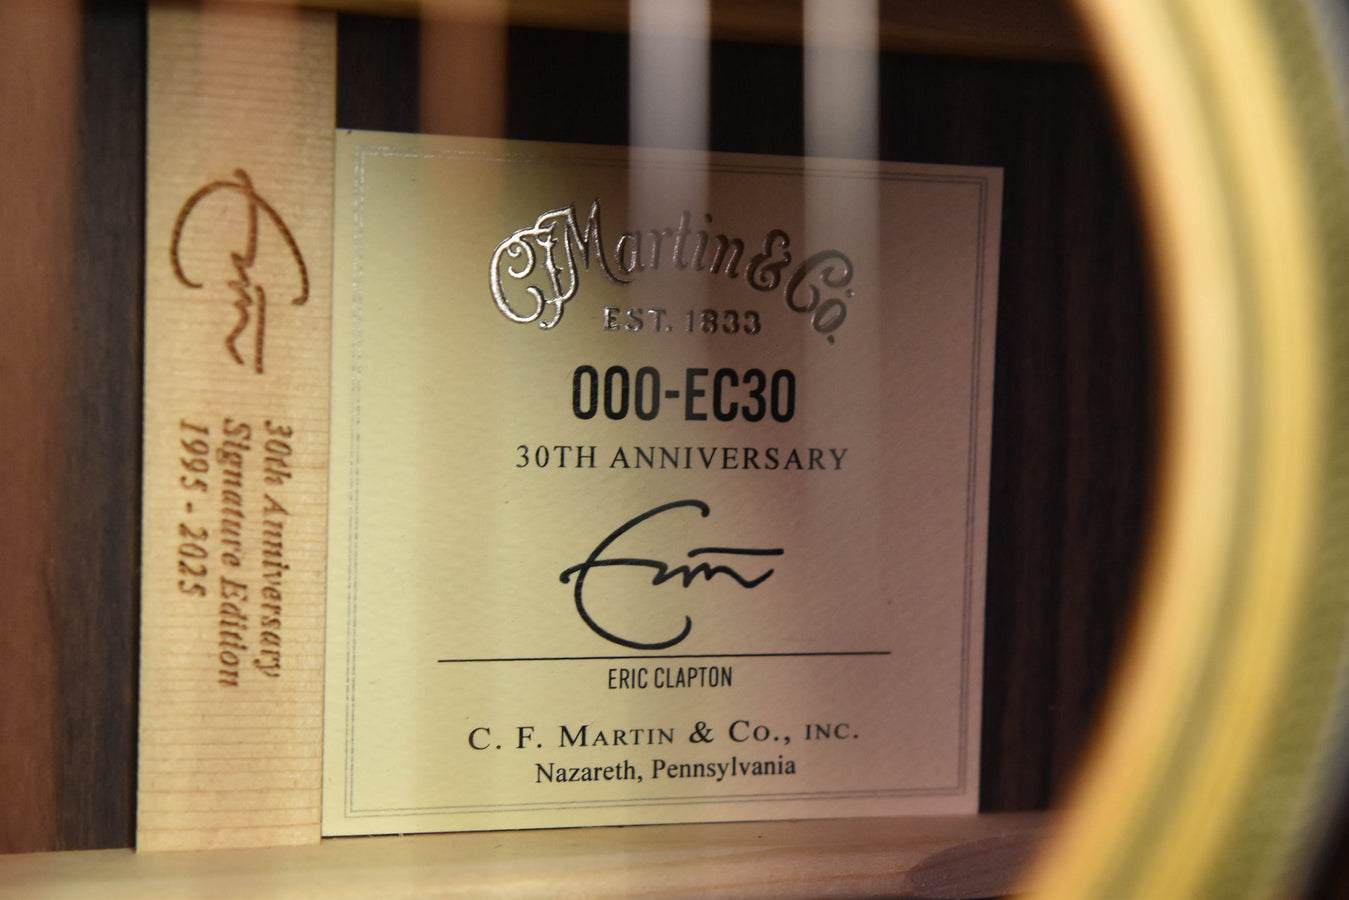 CF Martin & Co.
EST. 1833
000-EC30
30TH ANNIVERSARY
ERIC CLAPTON
C. F. MARTIN & CO., INC.
Nazareth, Pennsylvania
30th Anniversary
Signature Edition
1995 - 2025